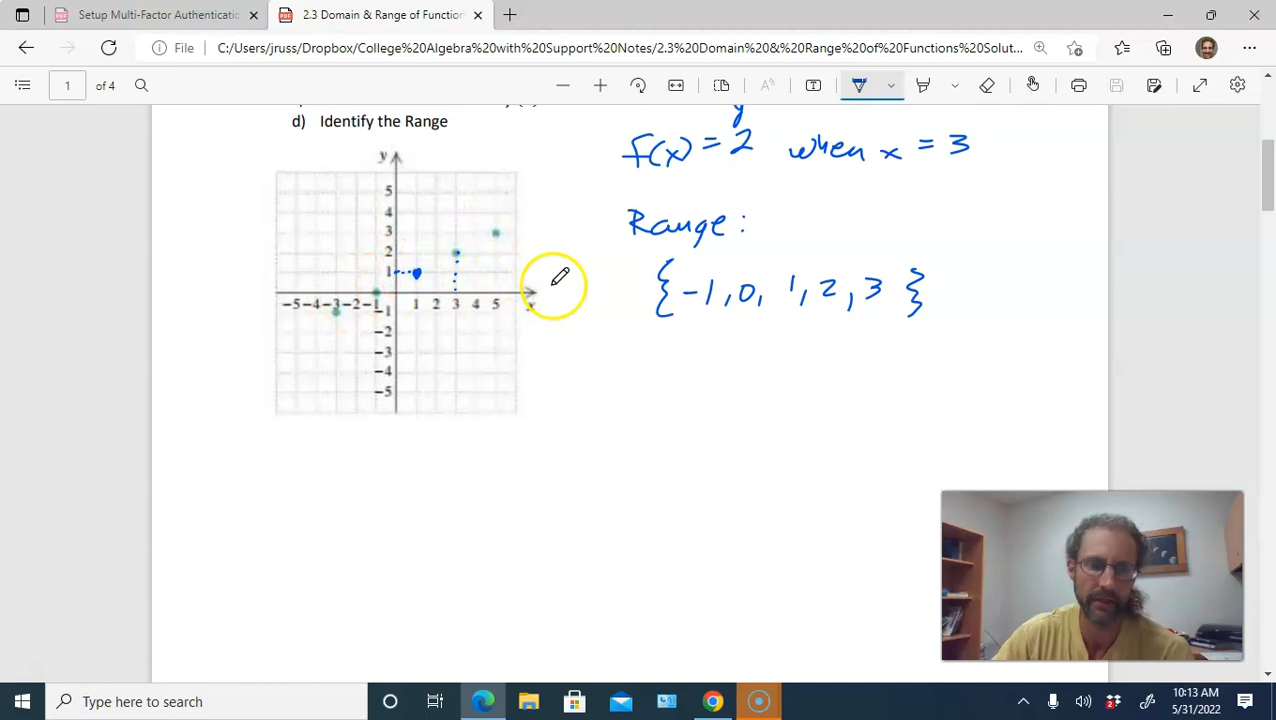 Setup Multi-Factor Authenticatio
2.3 Domain & Range of Function
File C:/Users/jruss/Dropbox/College%20Algebra%20with%20Support%20Notes/2.3%20Domain%20&%20Range%20of%20Functions%20Solut...
1 of 4
d) Identify the Range
y
f(x) = 2 when x = 3
Range:
{-1, 0, 1, 2, 3}
y
5
4
3
2
1
-5 -4 -3 -2 -1 1 2 3 4 5 x
-1
-2
-3
-4
-5
Type here to search
10:13 AM
5/31/2022
2